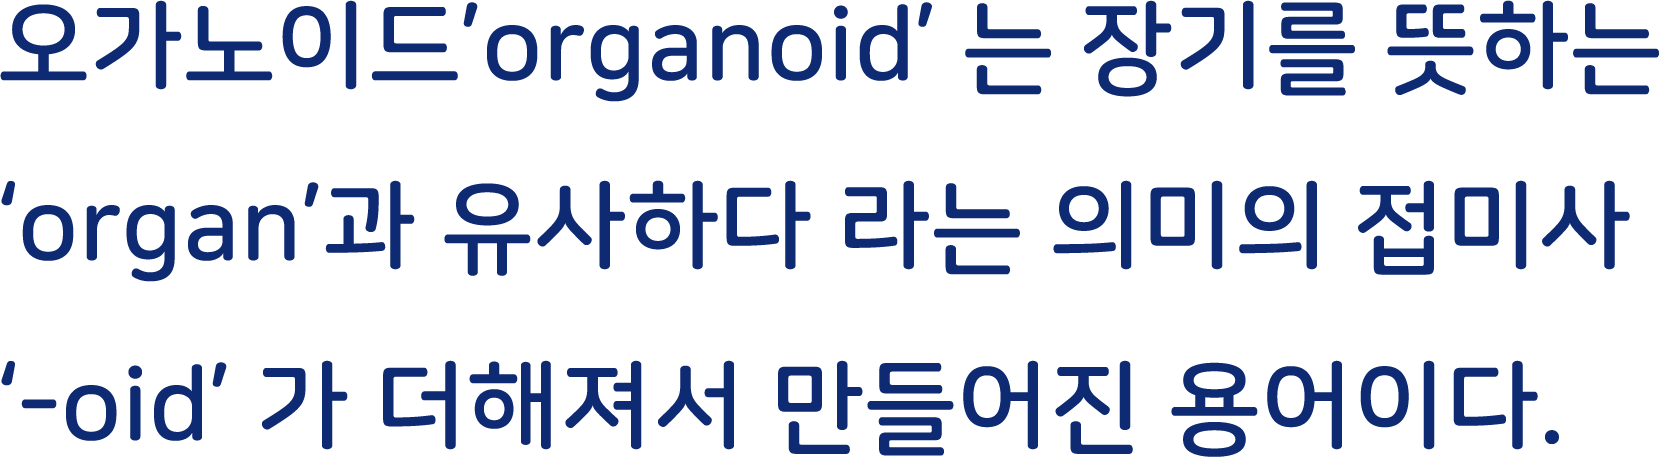 오가노이드’organoid’ 는 장기를 뜻하는
‘organ’과 유사하다 라는 의미의 접미사
‘-oid’ 가 더해져서 만들어진 용어이다.